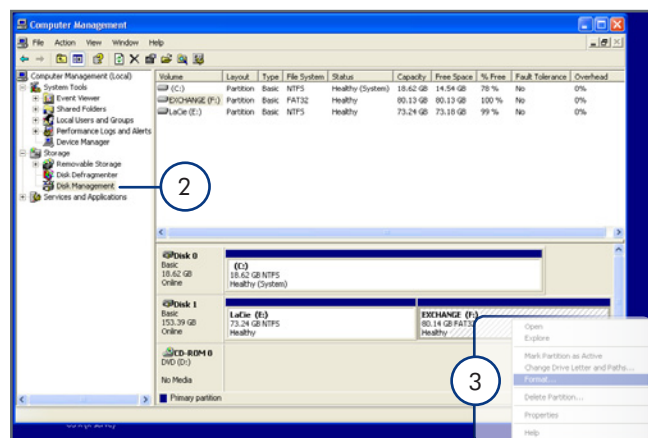 Computer Management
File Action View Window Help
Computer Management (Local)
System Tools
Event Viewer
Shared Folders
Local Users and Groups
Performance Logs and Alerts
Device Manager
Storage
Removable Storage
Disk Defragmenter
Disk Management
Services and Applications
2
Volume Layout Type File System Status Capacity Free Space % Free Fault Tolerance Overhead
(C:) Partition Basic NTFS Healthy (System) 18.62 GB 14.54 GB 78 % No 0%
EXCHANGE (F:) Partition Basic FAT32 Healthy 80.13 GB 80.13 GB 100 % No 0%
LaCie (E:) Partition Basic NTFS Healthy 73.24 GB 73.18 GB 99 % No 0%
Disk 0
Basic
18.62 GB
Online
(C:)
18.62 GB NTFS
Healthy (System)
Disk 1
Basic
153.39 GB
Online
LaCie (E:)
73.24 GB NTFS
Healthy
EXCHANGE (F:)
80.14 GB FAT32
Healthy
CD-ROM 0
DVD (D:)
No Media
Primary partition
3
Open
Explore
Mark Partition as Active
Change Drive Letter and Paths...
Format...
Delete Partition...
Properties
Help